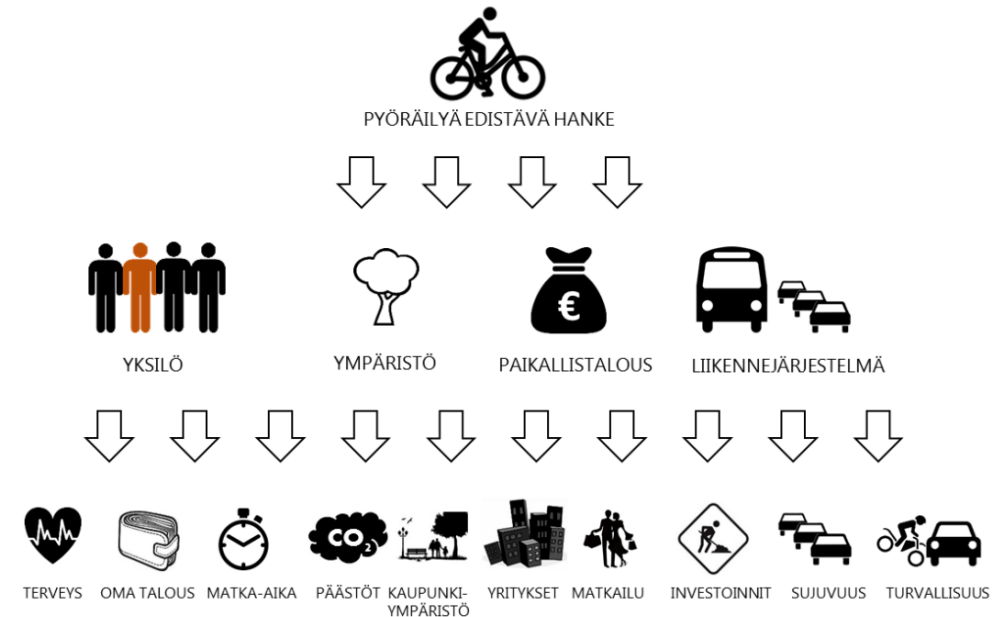 PYÖRÄILYÄ EDISTÄVÄ HANKE
€
YKSILÖ
YMPÄRISTÖ
PAIKALLISTALOUS
LIIKENNEJÄRJESTELMÄ
CO2
TERVEYS
OMA TALOUS
MATKA-AIKA
PÄÄSTÖT
KAUPUNKI-
YMPÄRISTÖ
YRITYKSET
MATKAILU
INVESTOINNIT
SUJUVUUS
TURVALLISUUS